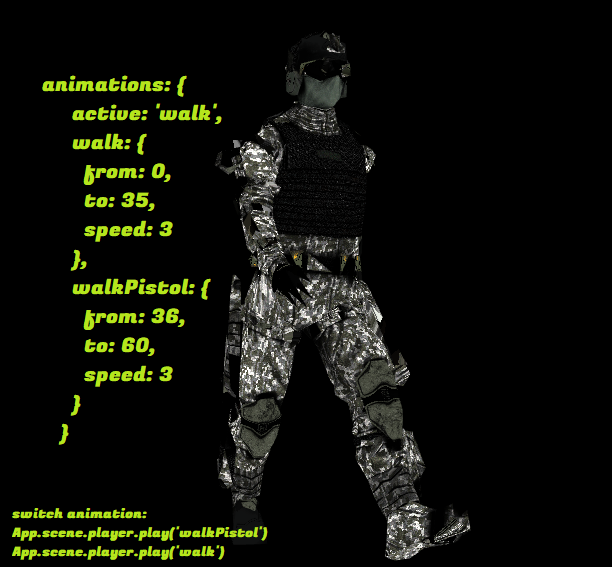 animations: {
active: 'walk',
walk: {
from: 0,
to: 35,
speed: 3
},
walkPistol: {
from: 36,
to: 60,
speed: 3
}
}
switch animation:
App.scene.player.play('walkPistol')
App.scene.player.play('walk')